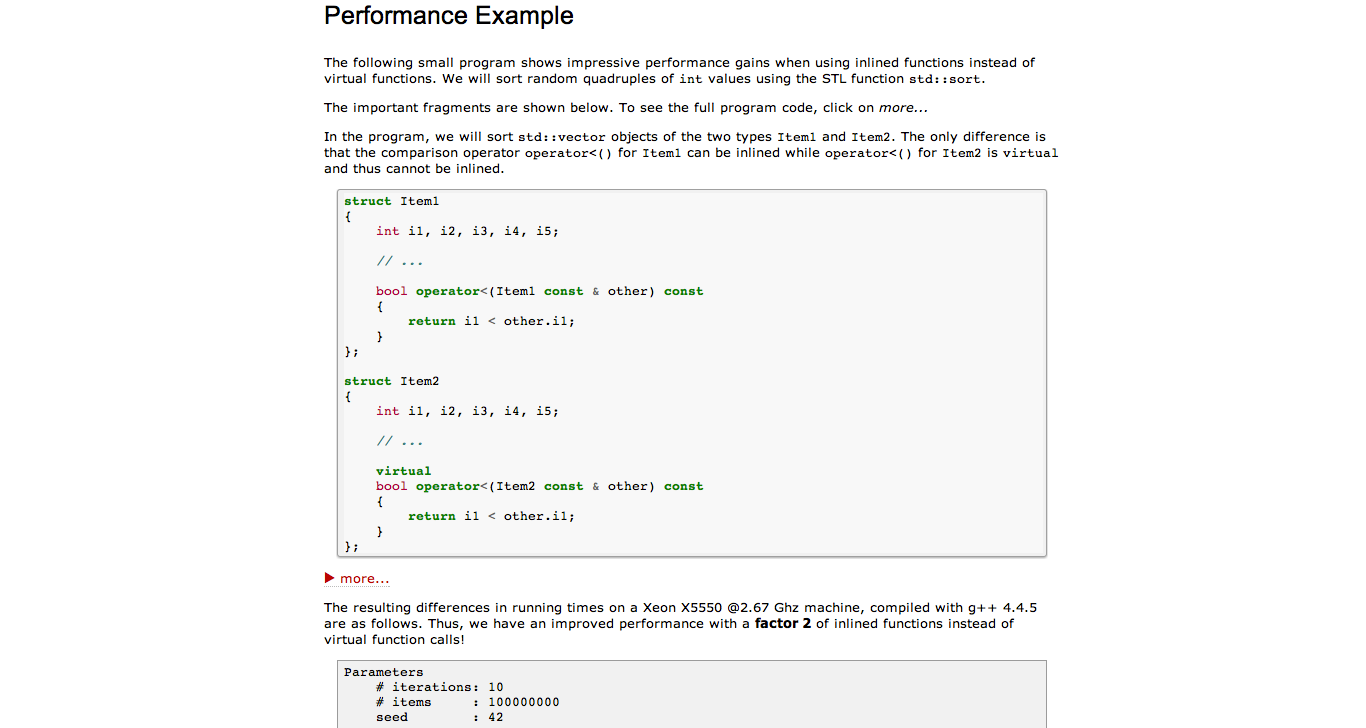 Performance Example
The following small program shows impressive performance gains when using inlined functions instead of
virtual functions. We will sort random quadruples of int values using the STL function std::sort.
The important fragments are shown below. To see the full program code, click on more...
In the program, we will sort std::vector objects of the two types Item1 and Item2. The only difference is
that the comparison operator operator<() for Item1 can be inlined while operator<() for Item2 is virtual
and thus cannot be inlined.
struct Item1
{
    int i1, i2, i3, i4, i5;
    // ...
    bool operator<(Item1 const & other) const
    {
        return i1 < other.i1;
    }
};
struct Item2
{
    int i1, i2, i3, i4, i5;
    // ...
    virtual
    bool operator<(Item2 const & other) const
    {
        return i1 < other.i1;
    }
};
▶ more...
The resulting differences in running times on a Xeon X5550 @2.67 Ghz machine, compiled with g++ 4.4.5
are as follows. Thus, we have an improved performance with a factor 2 of inlined functions instead of
virtual function calls!
Parameters
    # iterations: 10
    # items     : 100000000
    seed        : 42